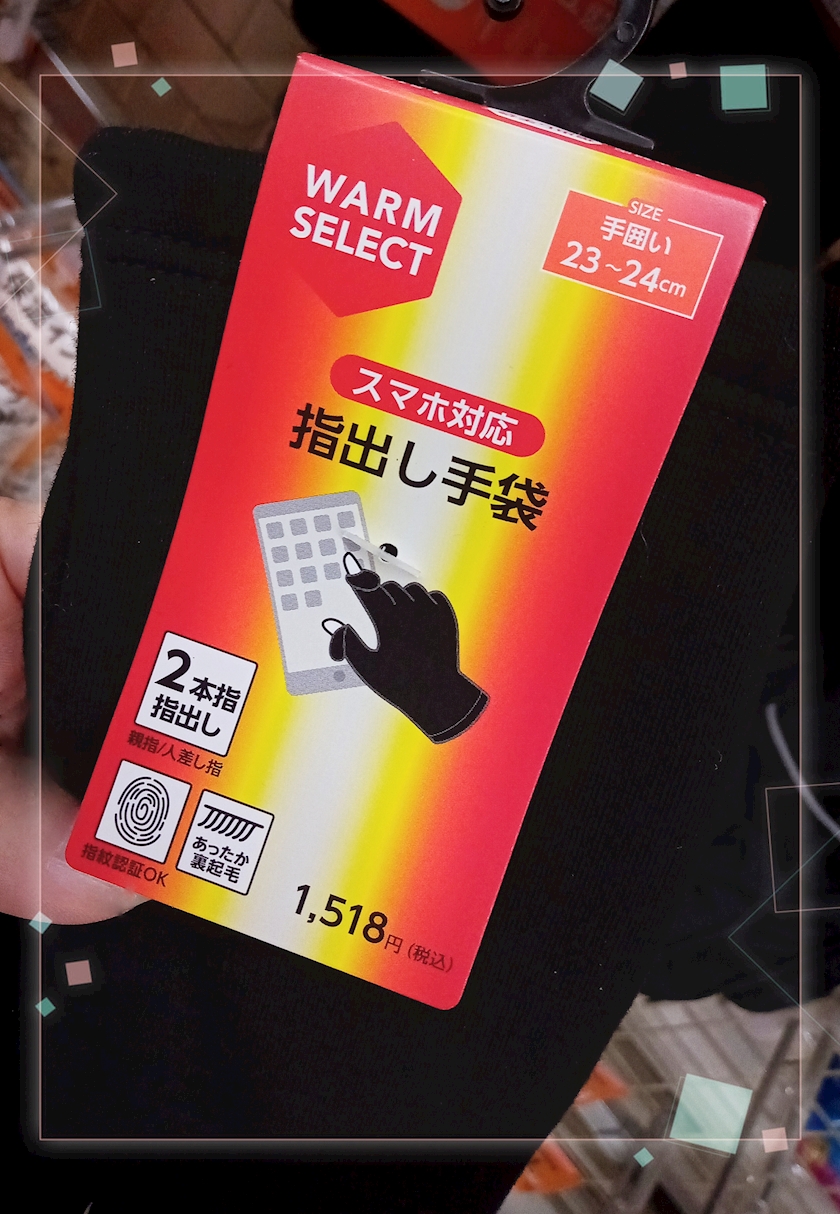 WARM
SELECT
SIZE
手囲い
23~24cm
スマホ対応
指出し手袋
2本指
指出し
親指/人差し指
指紋認証OK
あったか
裏起毛
1,518円(税込)